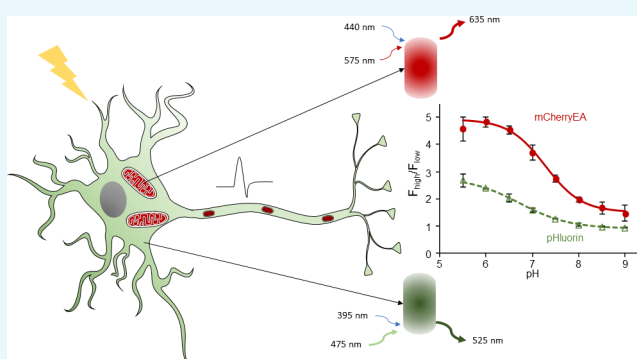 440 nm
575 nm
635 nm
mCherryEA
pHluorin
F_high/F_low
5
4
3
2
1
0
5 6 7 8 9
pH
395 nm
475 nm
525 nm